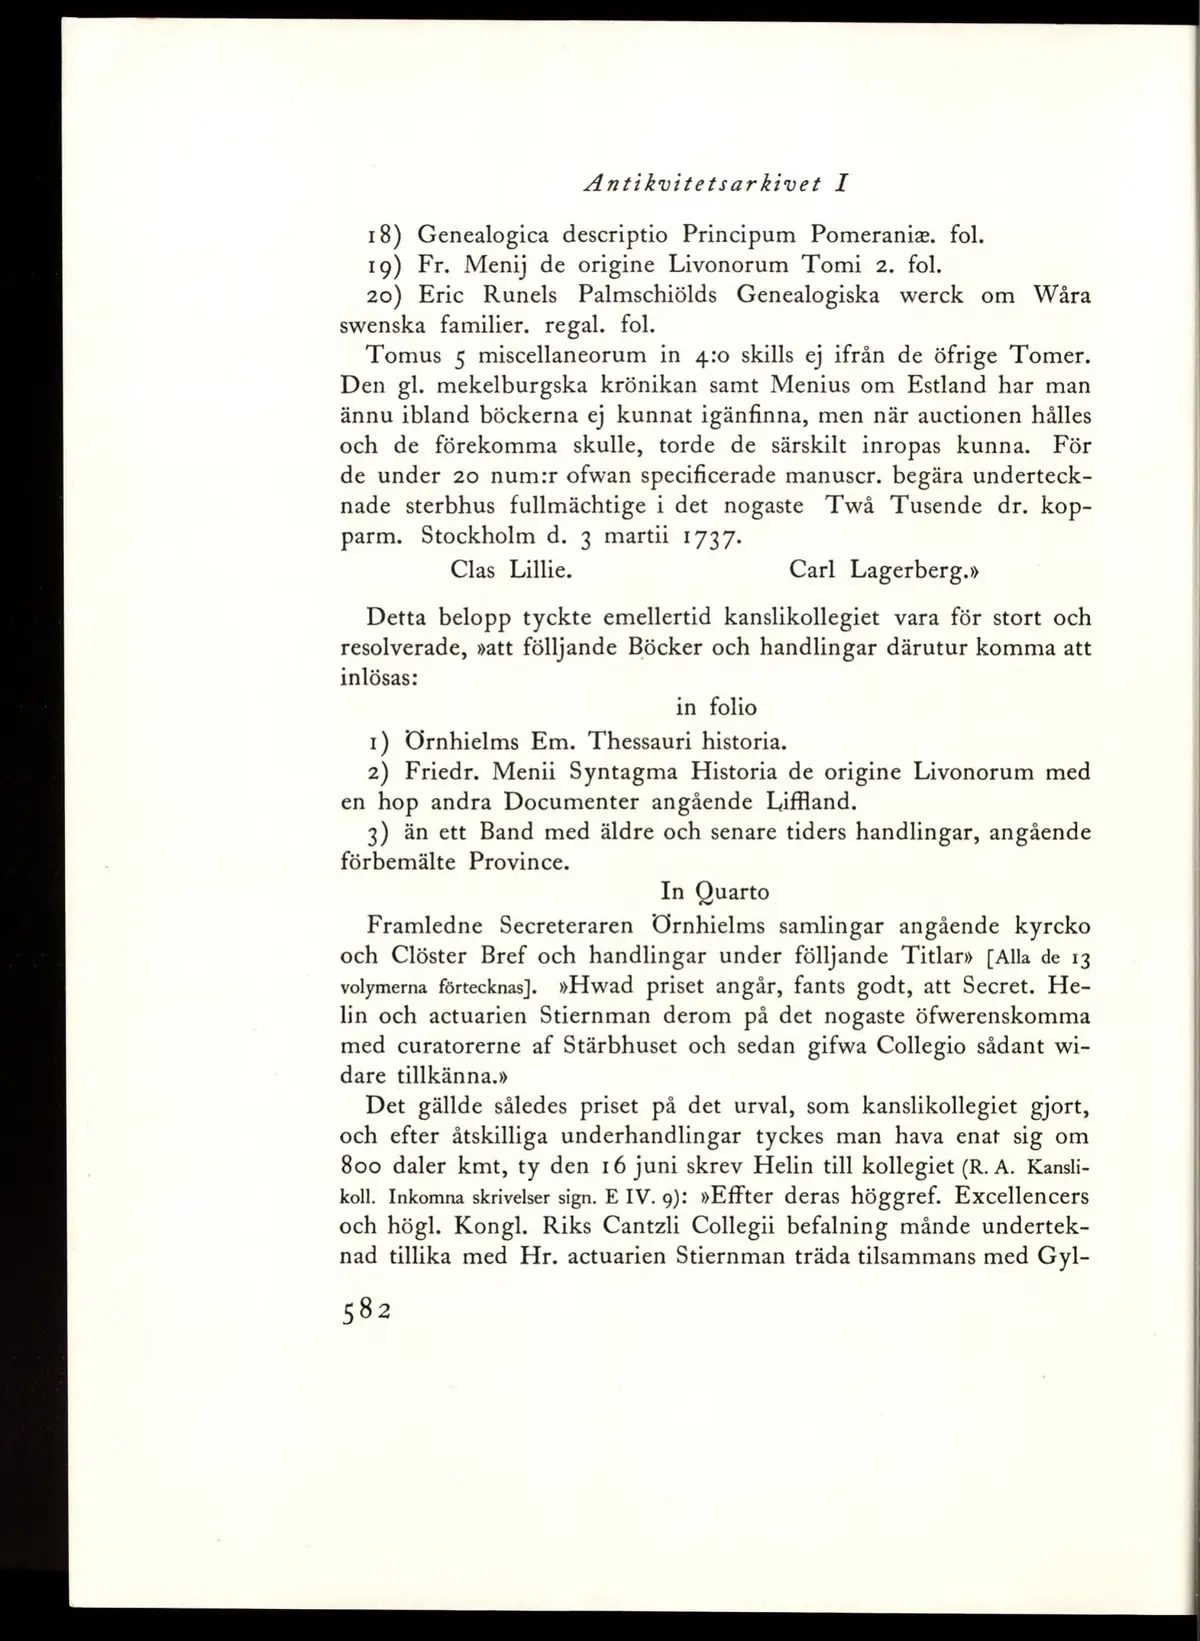 Antikvitetsarkivet I
18) Genealogica descriptio Principum Pomeraniæ. fol.
19) Fr. Menij de origine Livonorum Tomi 2. fol.
20) Eric Runels Palmschiölds Genealogiska werck om Wåra
swenska familier. regal. fol.
Tomus 5 miscellaneorum in 4:o skills ej ifrån de öfrige Tomer.
Den gl. mekelburgska krönikan samt Menius om Estland har man
ännu ibland böckerna ej kunnat igänfinna, men när auctionen hålles
och de förekomma skulle, torde de särskilt inropas kunna. För
de under 20 num:r ofwan specificerade manuscr. begära underteck-
nade sterbhus fullmächtige i det nogaste Twå Tusende dr. kop-
parm. Stockholm d. 3 martii 1737.
Clas Lillie. Carl Lagerberg.»
Detta belopp tyckte emellertid kanslikollegiet vara för stort och
resolverade, »att följande Böcker och handlingar därutur komma att
inlösas:
in folio
1) Örnhielms Em. Thessauri historia.
2) Friedr. Menii Syntagma Historia de origine Livonorum med
en hop andra Documenter angående Liffland.
3) än ett Band med äldre och senare tiders handlingar, angående
förbemälte Province.
In Quarto
Framledne Secreteraren Örnhielms samlingar angående kyrcko
och Clöster Bref och handlingar under följjande Titlar» [Alla de 13
volymerna förtecknas]. »Hwad priset angår, fants godt, att Secret. He-
lin och actuarien Stiernman derom på det nogaste öfwerenskomma
med curatorerne af Stärbhuset och sedan gifwa Collegio sådant wi-
dare tillkänna.»
Det gällde således priset på det urval, som kanslikollegiet gjort,
och efter åtskilliga underhandlingar tyckes man hava enat sig om
800 daler kmt, ty den 16 juni skrev Helin till kollegiet (R. A. Kansli-
koll. Inkomna skrivelser sign. E IV. 9): »Effter deras höggref. Excellencers
och högl. Kongl. Riks Cantzli Collegii befalning månde undertek-
nad tillika med Hr. actuarien Stiernman träda tilsammans med Gyl-
582